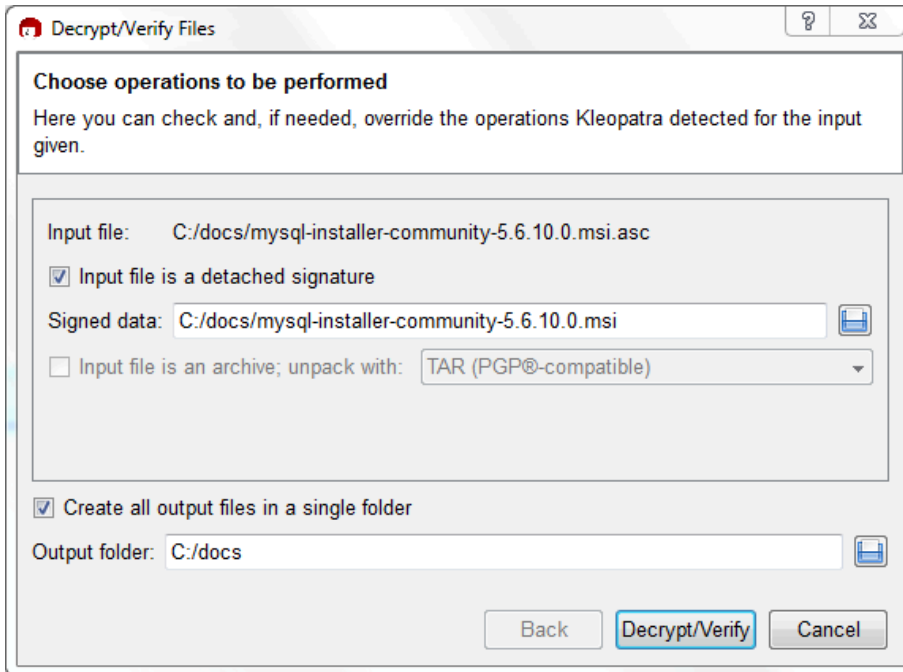 Decrypt/Verify Files
Choose operations to be performed
Here you can check and, if needed, override the operations Kleopatra detected for the input
given.
Input file: C:/docs/mysql-installer-community-5.6.10.0.msi.asc
Input file is a detached signature
Signed data: C:/docs/mysql-installer-community-5.6.10.0.msi
Input file is an archive; unpack with: TAR (PGP®-compatible)
Create all output files in a single folder
Output folder: C:/docs
Back Decrypt/Verify Cancel